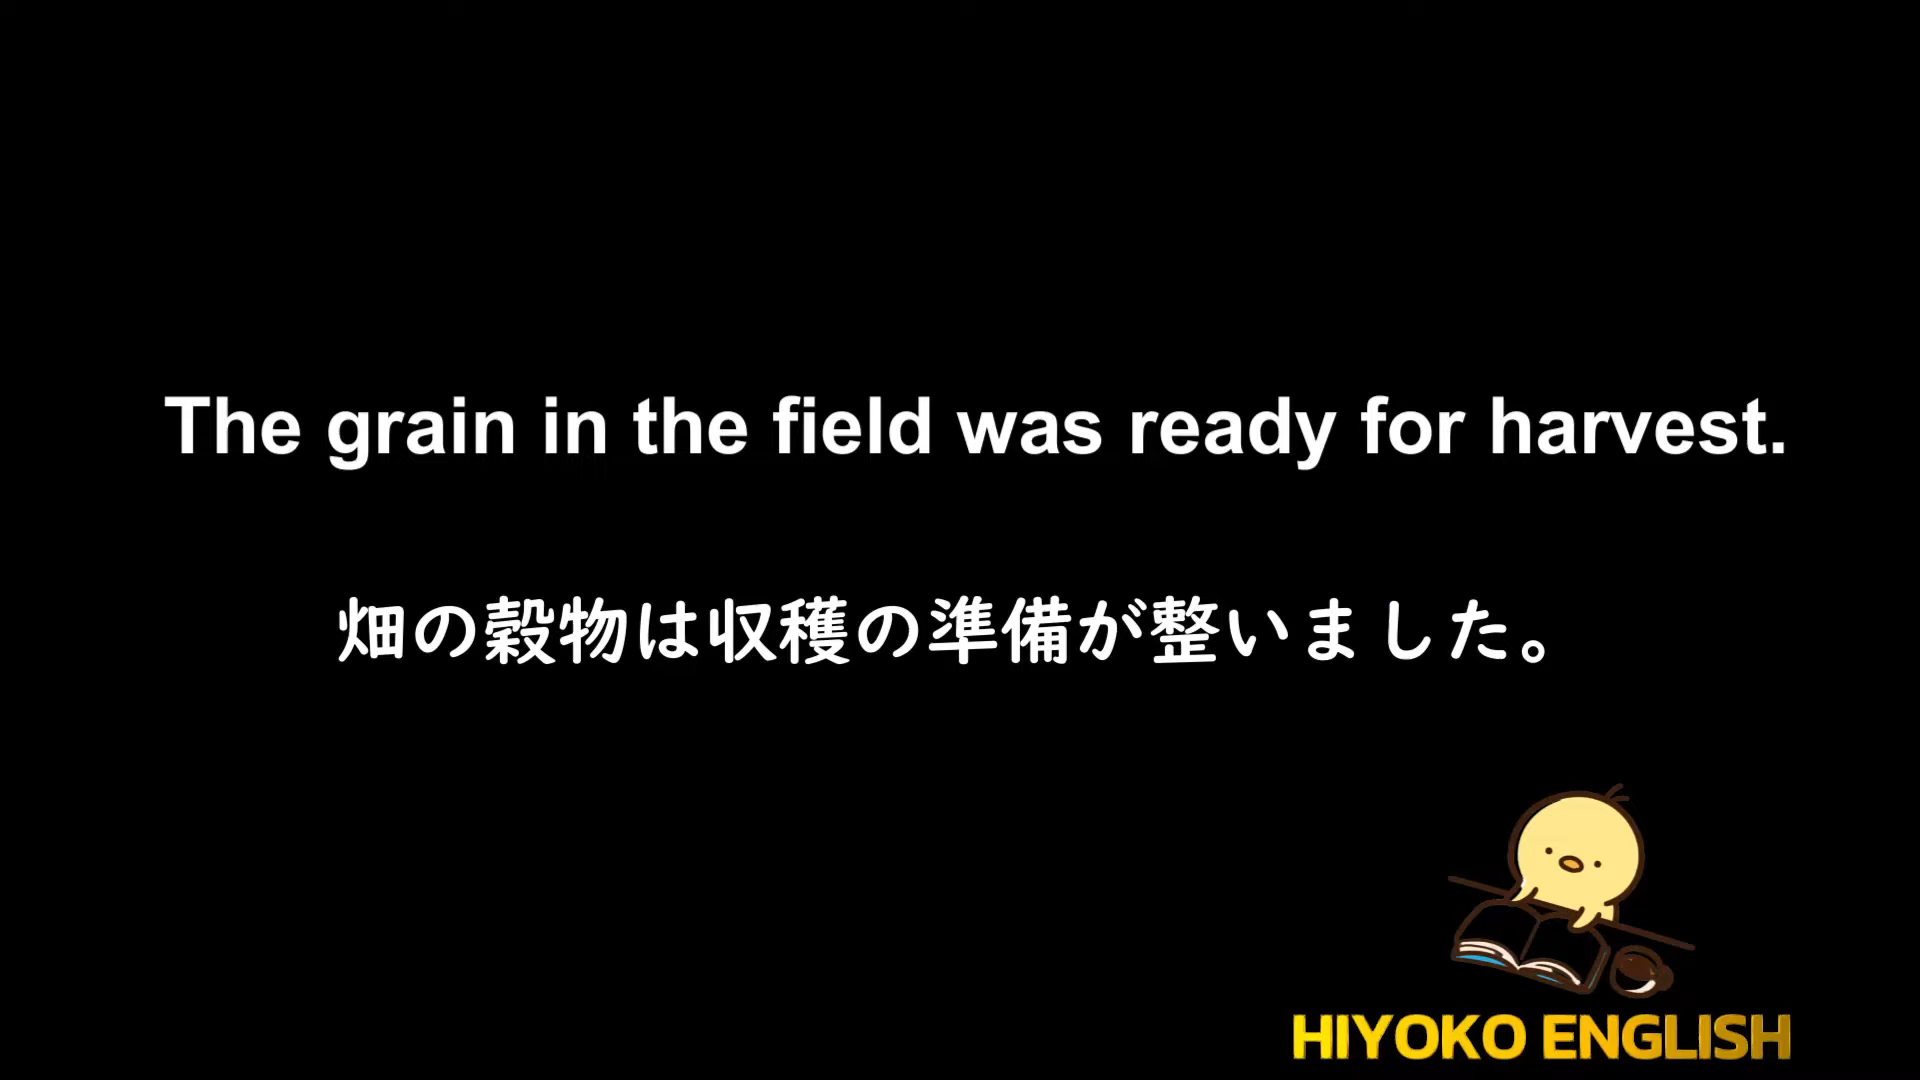 The grain in the field was ready for harvest.
畑の穀物は収穫の準備が整いました。
HIYOKO ENGLISH